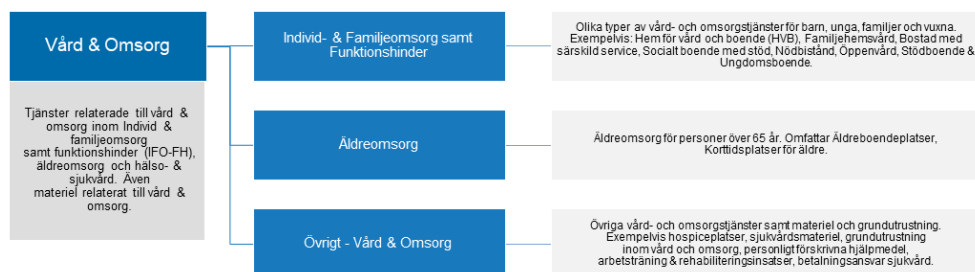 Vård & Omsorg
Tjänster relaterade till vård &
omsorg inom Individ &
familjeomsorg
samt funktionshinder (IFO-FH),
äldreomsorg och hälso- &
sjukvård. Även
materiel relaterat till vård &
omsorg.
Individ- & Familjeomsorg samt
Funktionshinder
Olika typer av vård- och omsorgstjänster för barn, unga, familjer och vuxna.
Exempelvis: Hem för vård och boende (HVB), Familjehemsvård, Bostad med
särskild service, Socialt boende med stöd, Nödbistånd, Öppenvård, Stödboende &
Ungdomsboende.
Äldreomsorg
Äldreomsorg för personer över 65 år. Omfattar Äldreboendeplatser,
Korttidsplatser för äldre.
Övrigt - Vård & Omsorg
Övriga vård- och omsorgstjänster samt materiel och grundutrustning.
Exempelvis hospiceplatser, sjukvårdsmateriel, grundutrustning
inom vård och omsorg, personligt förskrivna hjälpmedel,
arbetsträning & rehabiliteringsinsatser, betalningsansvar sjukvård.